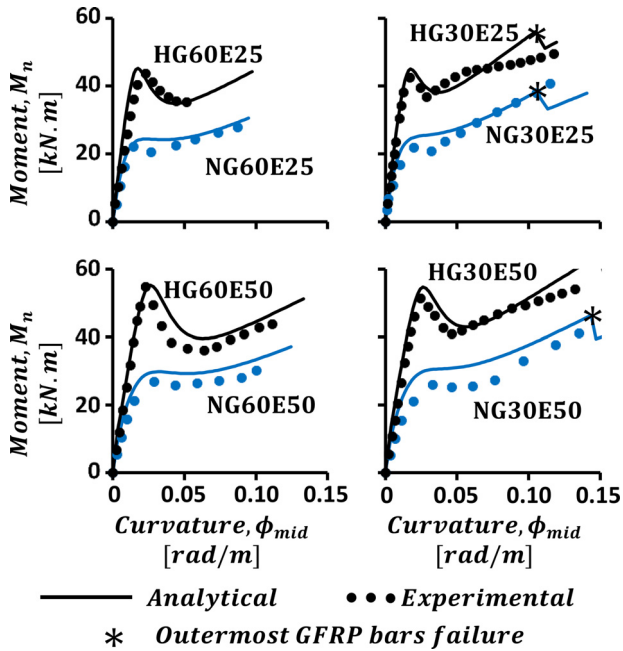 Moment, Mn
[kN. m]
60
40
20
0
HG60E25
NG60E25
HG30E25
NG30E25
Moment, Mn
[kN. m]
60
40
20
0
HG60E50
NG60E50
HG30E50
NG30E50
0 0.05 0.10 0.15
0 0.05 0.10 0.15
Curvature, ϕmid
[rad/m]
Curvature, ϕmid
[rad/m]
Analytical
Experimental
* Outermost GFRP bars failure